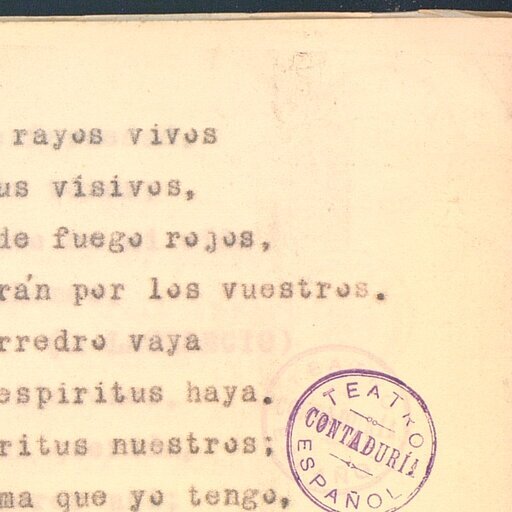 rayos vivos
us visivos,
de fuego rojos,
rán por los vuestros.
rredro vaya
espiritus haya.
ritus nuestros;
ma que yo tengo,
TEATRO
CONTADURÍA
ESPAÑOL